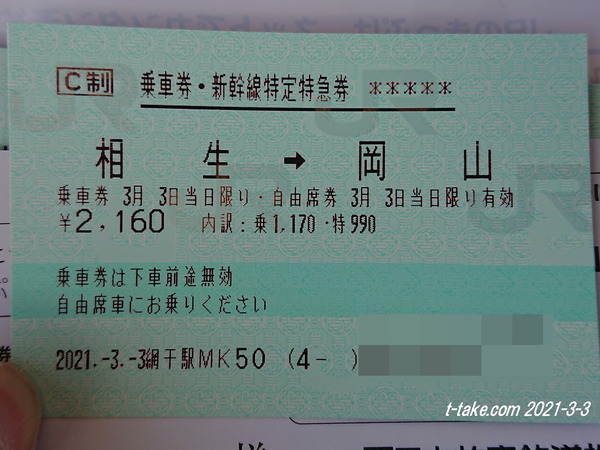 C制 乗車券・新幹線特定特急券 *****
相 生 → 岡 山
乗車券 3月 3日当日限り・自由席券 3月 3日当日限り有効
¥2,160 内訳:乗1,170・特990
乗車券は下車前途無効
自由席車にお乗りください
券
2021.-3.-3網干駅MK50 (4- )
t-take.com 2021-3-3